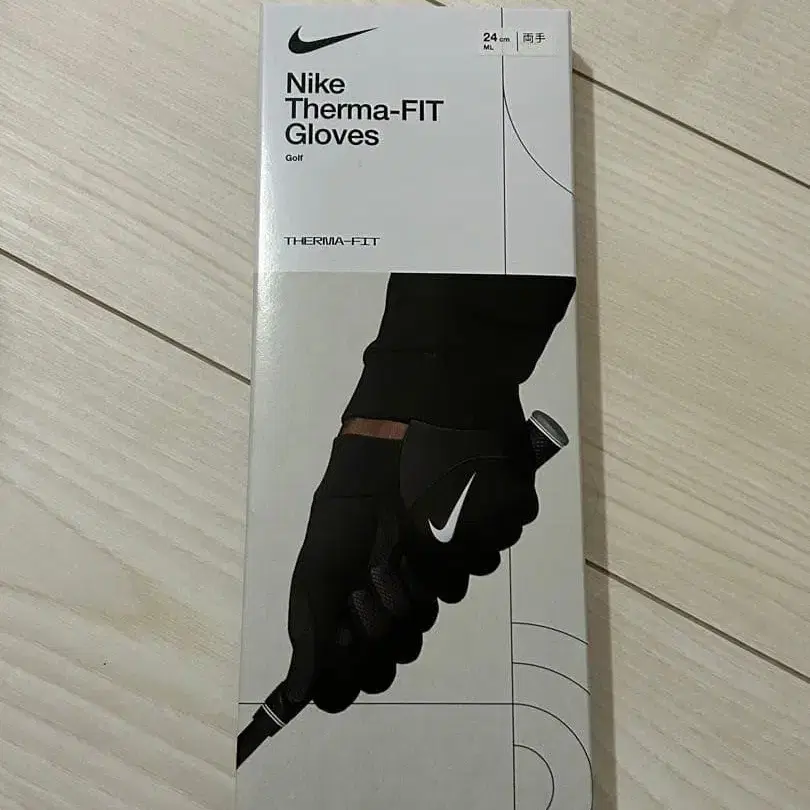 24 cm 両手
ML
Nike
Therma-FIT
Gloves
Golf
THERMA-FIT